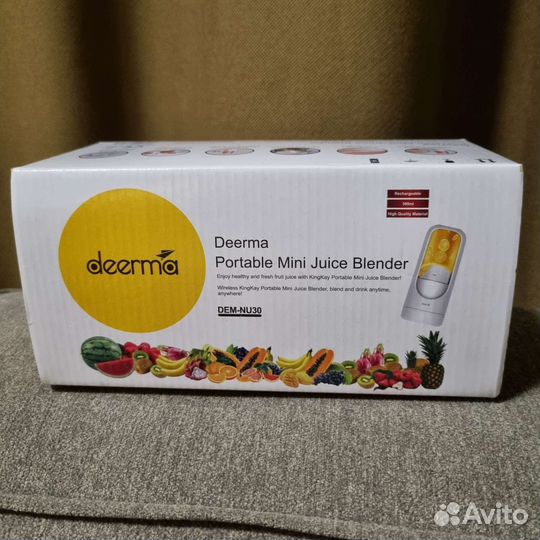 deerma
Rechargeable
300ml
High Quality Material
Deerma
Portable Mini Juice Blender
Enjoy healthy and fresh fruit juice with KingKay Portable Mini Juice Blender!
Wireless KingKay Portable Mini Juice Blender, blend and drink anytime,
anywhere!
DEM-NU30
Avito